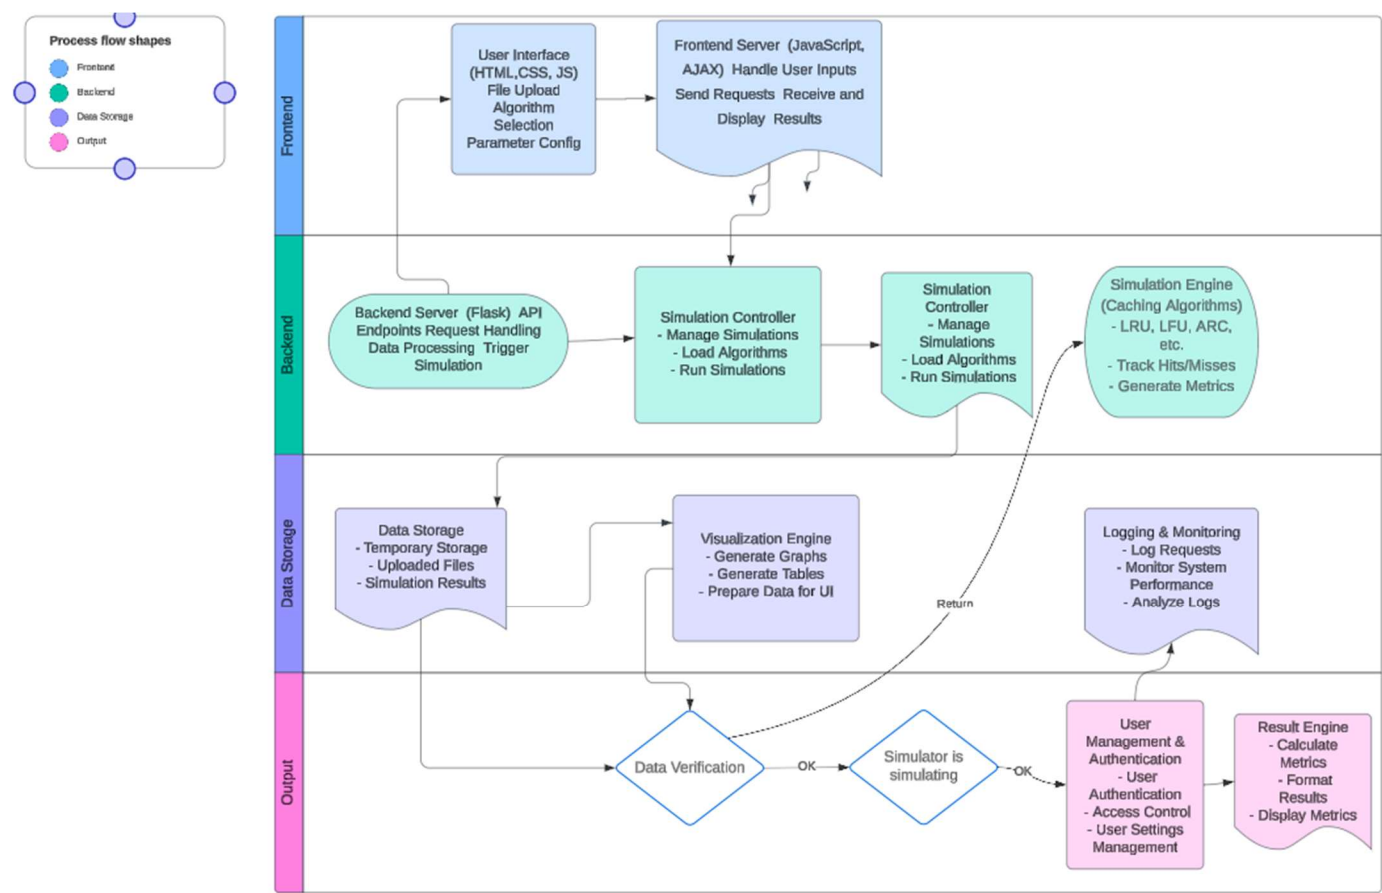 Process flow shapes
Frontend
Backend
Data Storage
Output
Frontend
User Interface
(HTML,CSS, JS)
File Upload
Algorithm
Selection
Parameter Config
Frontend Server (JavaScript,
AJAX) Handle User Inputs
Send Requests Receive and
Display Results
Backend
Backend Server (Flask) API
Endpoints Request Handling
Data Processing Trigger
Simulation
Simulation Controller
- Manage Simulations
- Load Algorithms
- Run Simulations
Simulation
Controller
- Manage
Simulations
- Load Algorithms
- Run Simulations
Simulation Engine
(Caching Algorithms)
- LRU, LFU, ARC,
etc.
- Track Hits/Misses
- Generate Metrics
Data Storage
Data Storage
- Temporary Storage
- Uploaded Files
- Simulation Results
Visualization Engine
- Generate Graphs
- Generate Tables
- Prepare Data for UI
Return
Logging & Monitoring
- Log Requests
- Monitor System
Performance
- Analyze Logs
Output
Data Verification
OK
Simulator is
simulating
OK
User
Management &
Authentication
- User
Authentication
- Access Control
- User Settings
Management
Result Engine
- Calculate
Metrics
- Format
Results
- Display Metrics